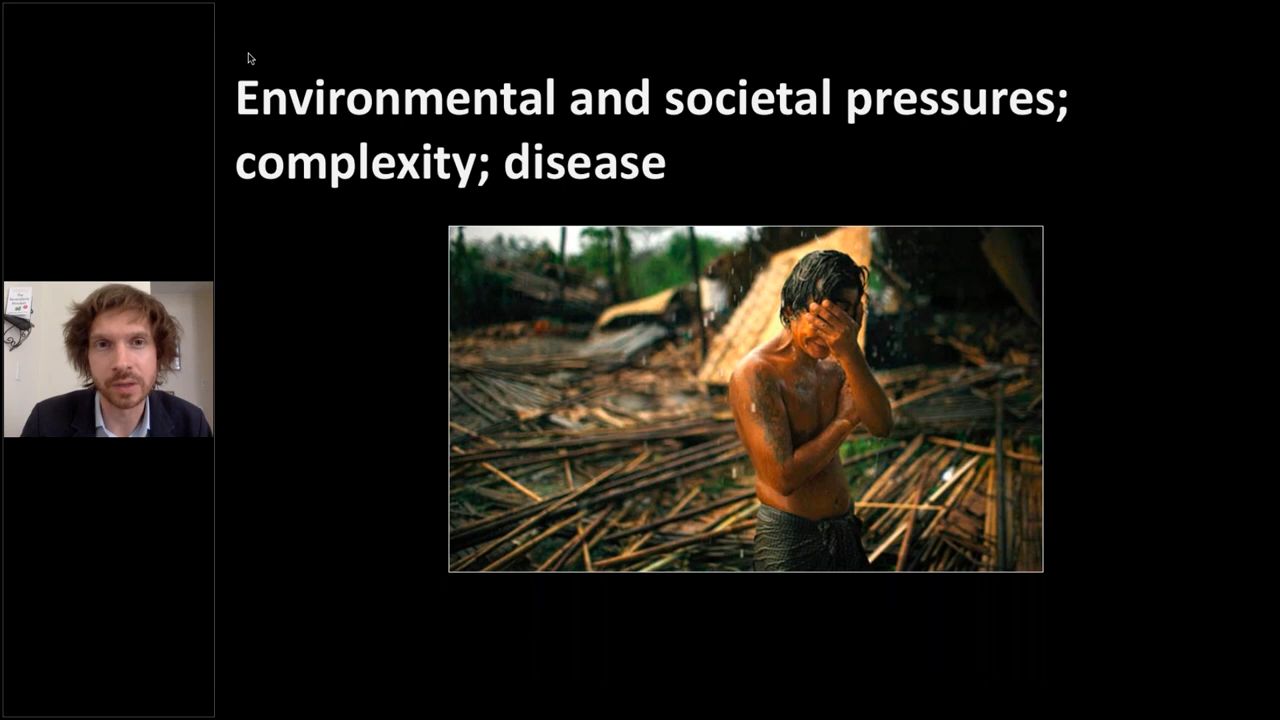 Environmental and societal pressures;
complexity; disease